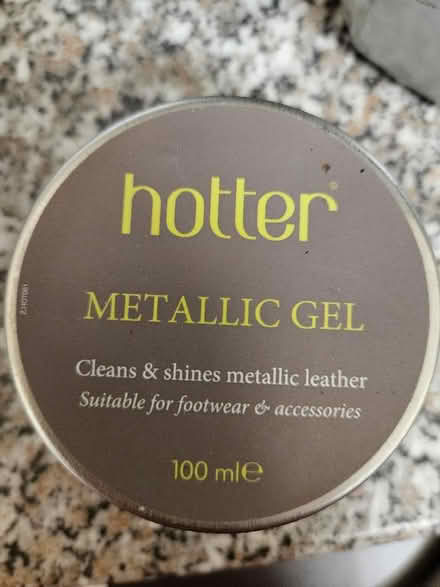 hotter®
METALLIC GEL
Cleans & shines metallic leather
Suitable for footwear & accessories
100 ml℮